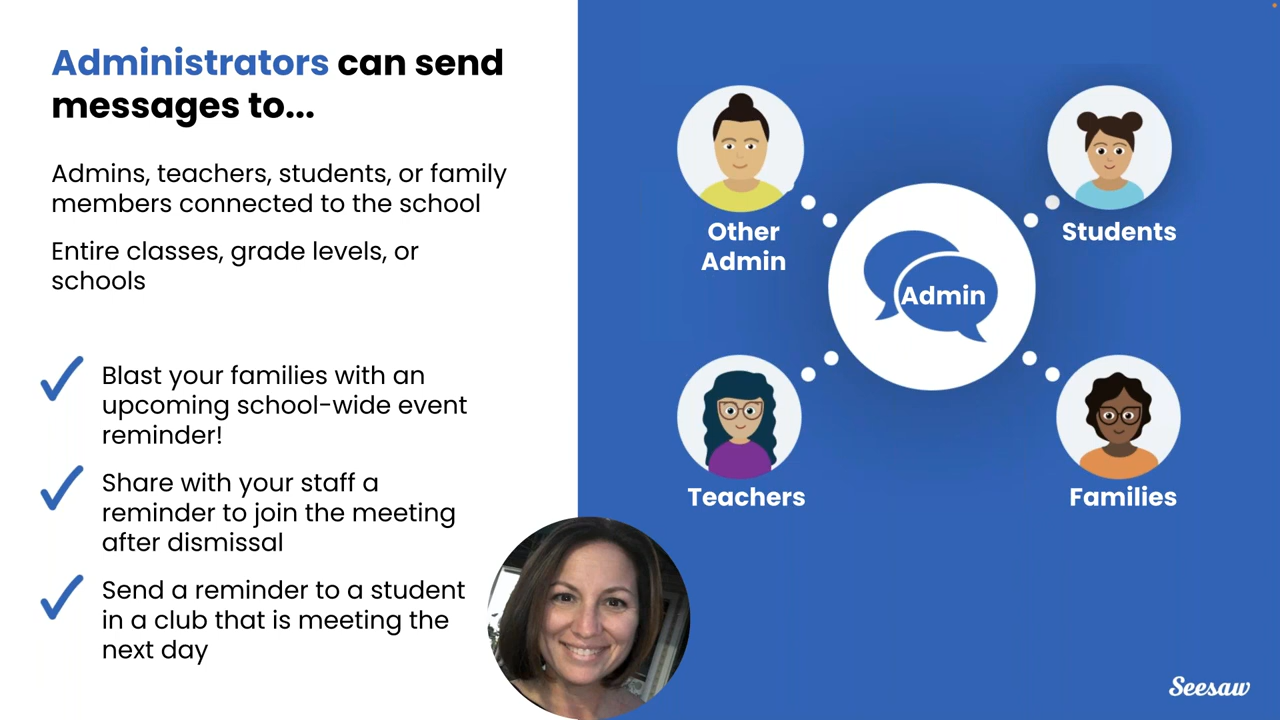 Administrators can send
messages to...
Admins, teachers, students, or family
members connected to the school
Entire classes, grade levels, or
schools
Blast your families with an
upcoming school-wide event
reminder!
Share with your staff a
reminder to join the meeting
after dismissal
Send a reminder to a student
in a club that is meeting the
next day
Other
Admin
Students
Admin
Teachers
Families
Seesaw